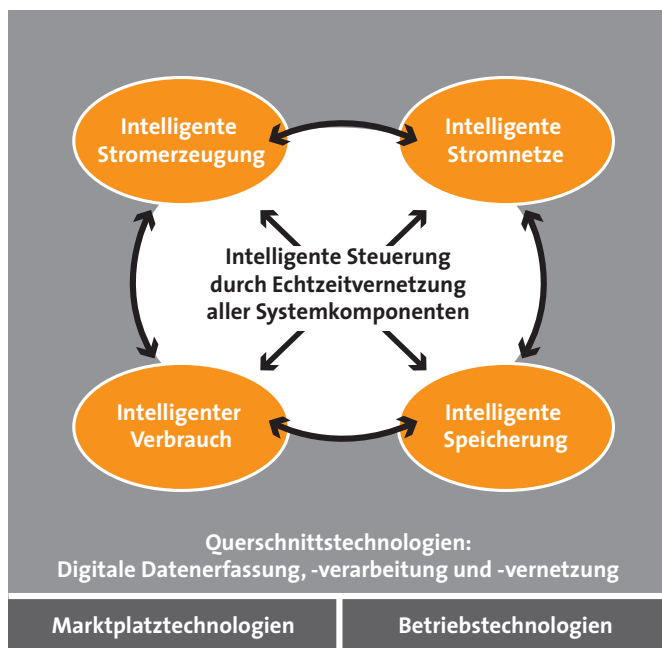 Intelligente
Stromerzeugung
Intelligente
Stromnetze
Intelligente Steuerung
durch Echtzeitvernetzung
aller Systemkomponenten
Intelligenter
Verbrauch
Intelligente
Speicherung
Querschnittstechnologien:
Digitale Datenerfassung, -verarbeitung und -vernetzung
Marktplatztechnologien
Betriebstechnologien